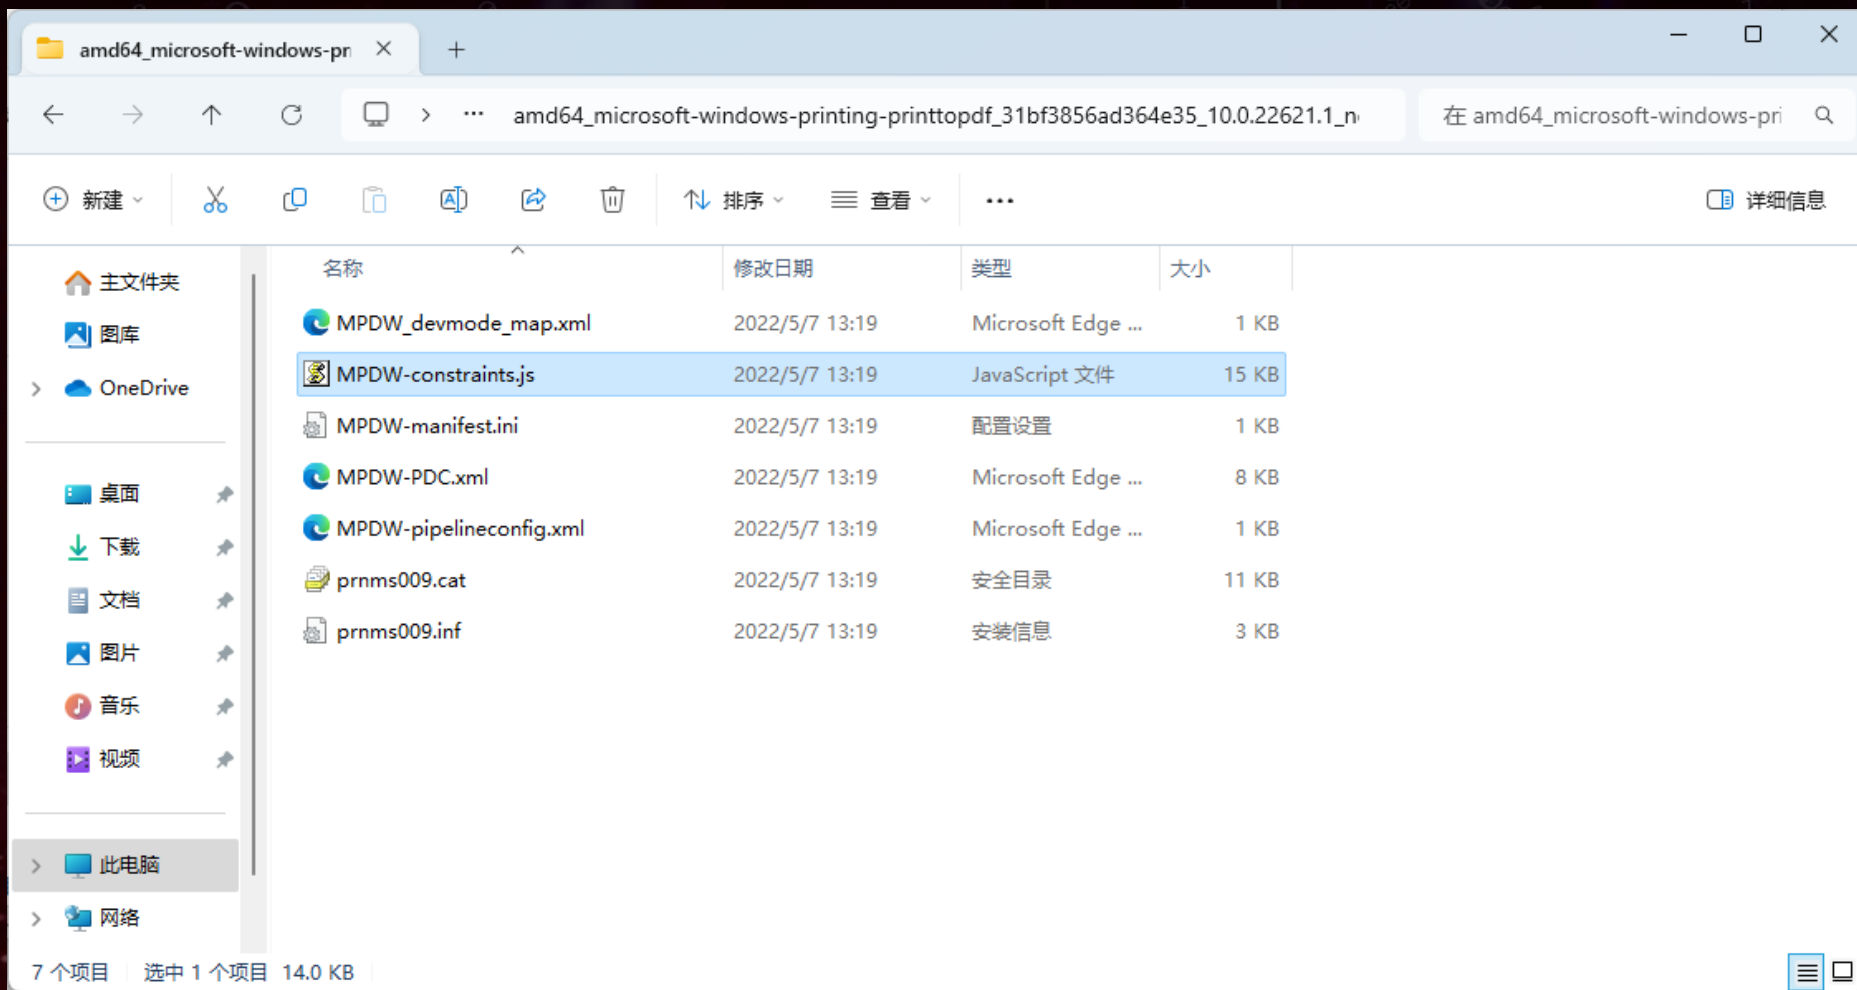 amd64_microsoft-windows-pri
amd64_microsoft-windows-printing-printtopdf_31bf3856ad364e35_10.0.22621.1_n
在 amd64_microsoft-windows-pri
新建
排序
查看
详细信息
主文件夹
图库
OneDrive
桌面
下载
文档
图片
音乐
视频
此电脑
网络
名称 修改日期 类型 大小
MPDW_devmode_map.xml 2022/5/7 13:19 Microsoft Edge ... 1 KB
MPDW-constraints.js 2022/5/7 13:19 JavaScript 文件 15 KB
MPDW-manifest.ini 2022/5/7 13:19 配置设置 1 KB
MPDW-PDC.xml 2022/5/7 13:19 Microsoft Edge ... 8 KB
MPDW-pipelineconfig.xml 2022/5/7 13:19 Microsoft Edge ... 1 KB
prnms009.cat 2022/5/7 13:19 安全目录 11 KB
prnms009.inf 2022/5/7 13:19 安装信息 3 KB
7 个项目 选中 1 个项目 14.0 KB